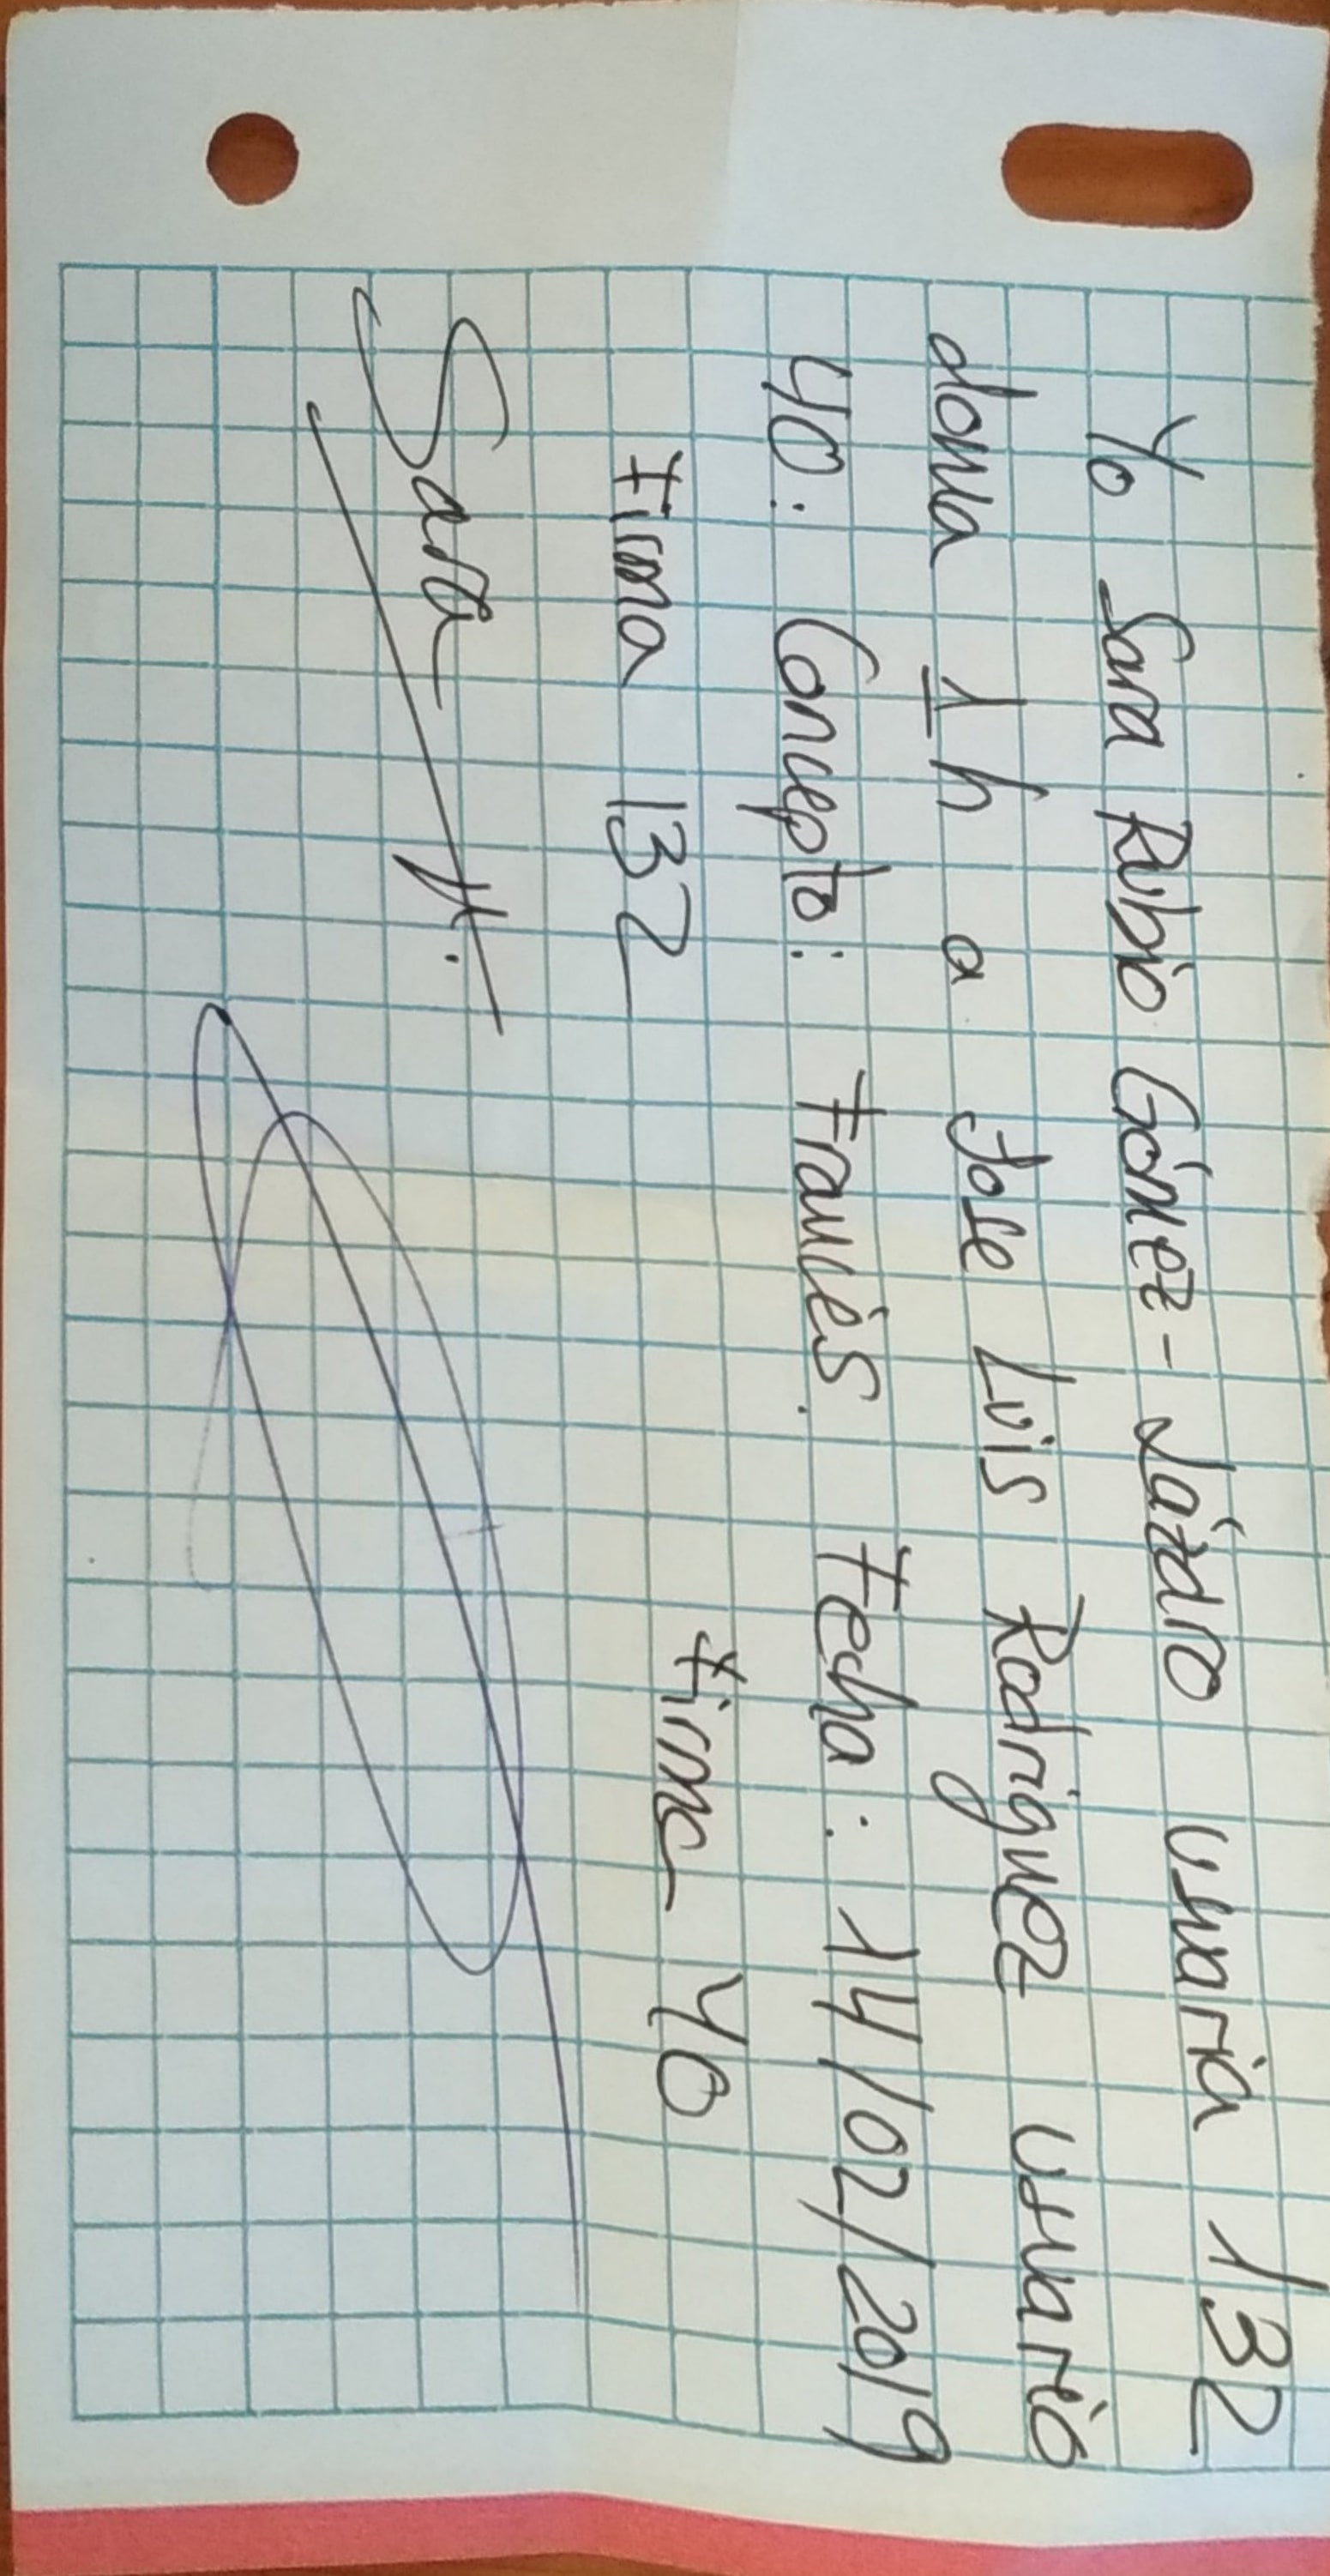 Yo Sara Rubio Gómez-Lázaro usuaria 132
dona 1h a Jose Luis Rodriguez usuario
40. Concepto: Francés. Fecha: 14/02/2019
Firma 132 Firma 40
Sara